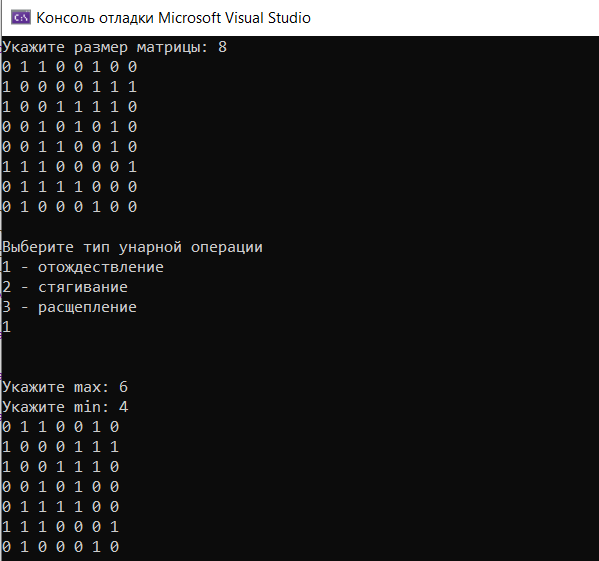 Консоль отладки Microsoft Visual Studio
Укажите размер матрицы: 8
0 1 1 0 0 1 0 0
1 0 0 0 0 1 1 1
1 0 0 1 1 1 1 0
0 0 1 0 1 0 1 0
0 0 1 1 0 0 1 0
1 1 1 0 0 0 0 1
0 1 1 1 1 0 0 0
0 1 0 0 0 1 0 0
Выберите тип унарной операции
1 - отождествление
2 - стягивание
3 - расщепление
1
Укажите max: 6
Укажите min: 4
0 1 1 0 0 1 0
1 0 0 0 1 1 1
1 0 0 1 1 1 0
0 0 1 0 1 0 0
0 1 1 1 1 0 0
1 1 1 0 0 0 1
0 1 0 0 0 1 0